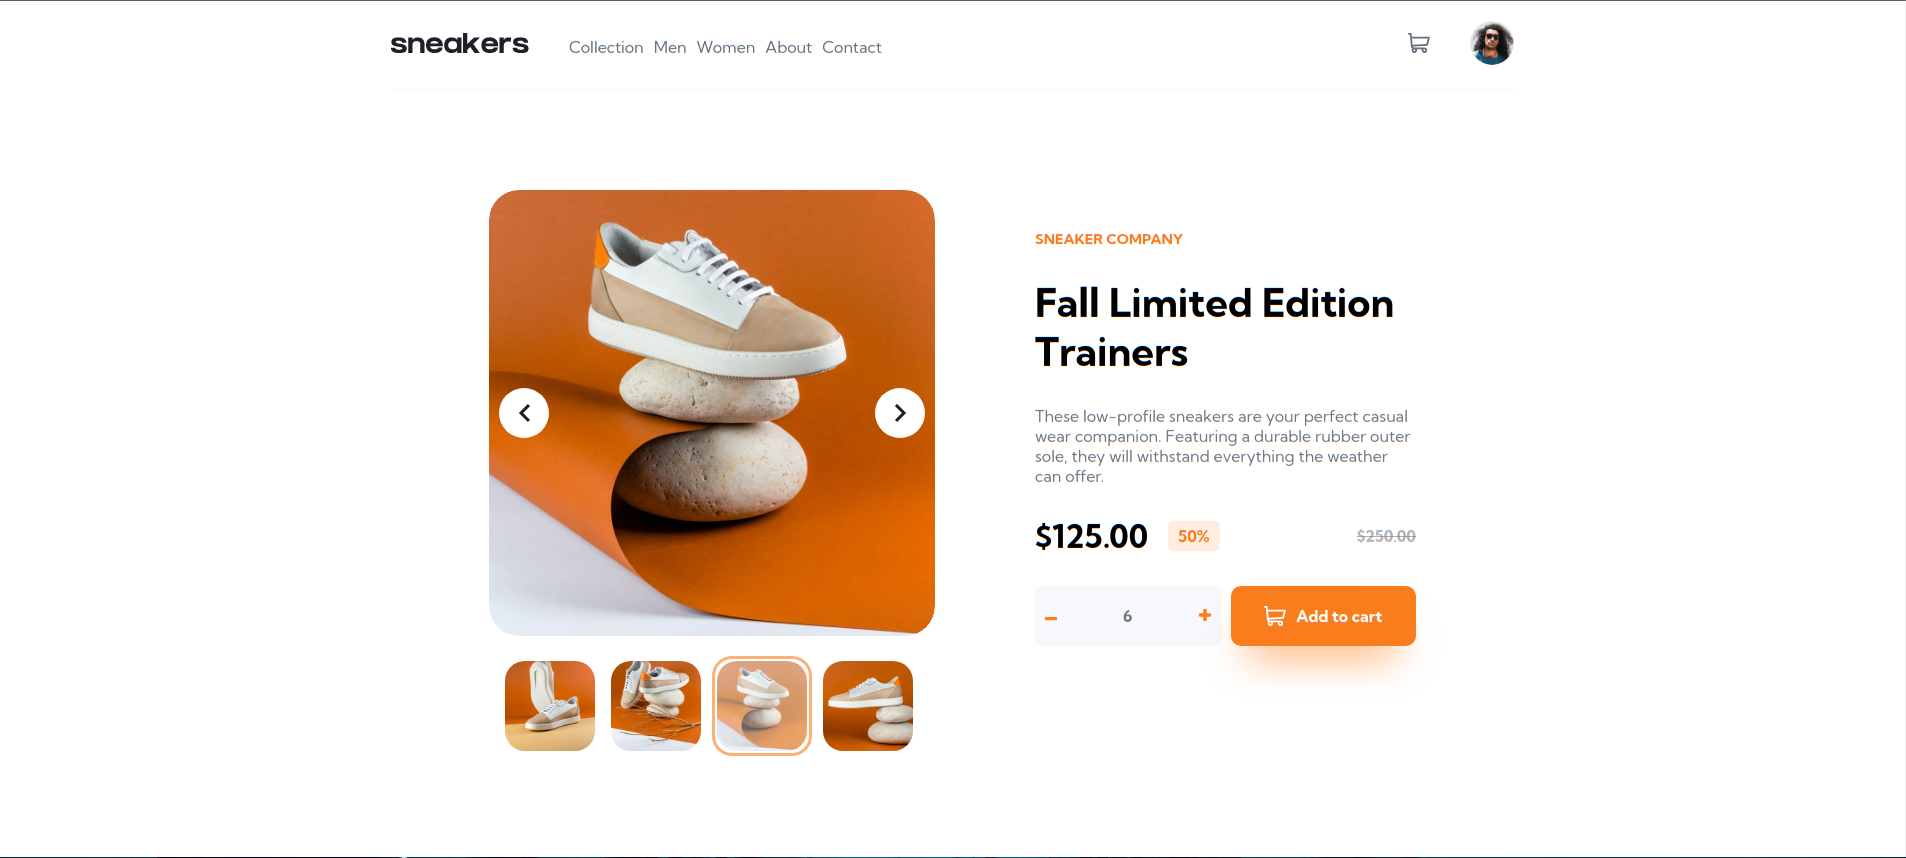 sneakers
Collection Men Women About Contact
SNEAKER COMPANY
Fall Limited Edition
Trainers
These low-profile sneakers are your perfect casual
wear companion. Featuring a durable rubber outer
sole, they will withstand everything the weather
can offer.
$125.00 50% $250.00
- 6 + Add to cart